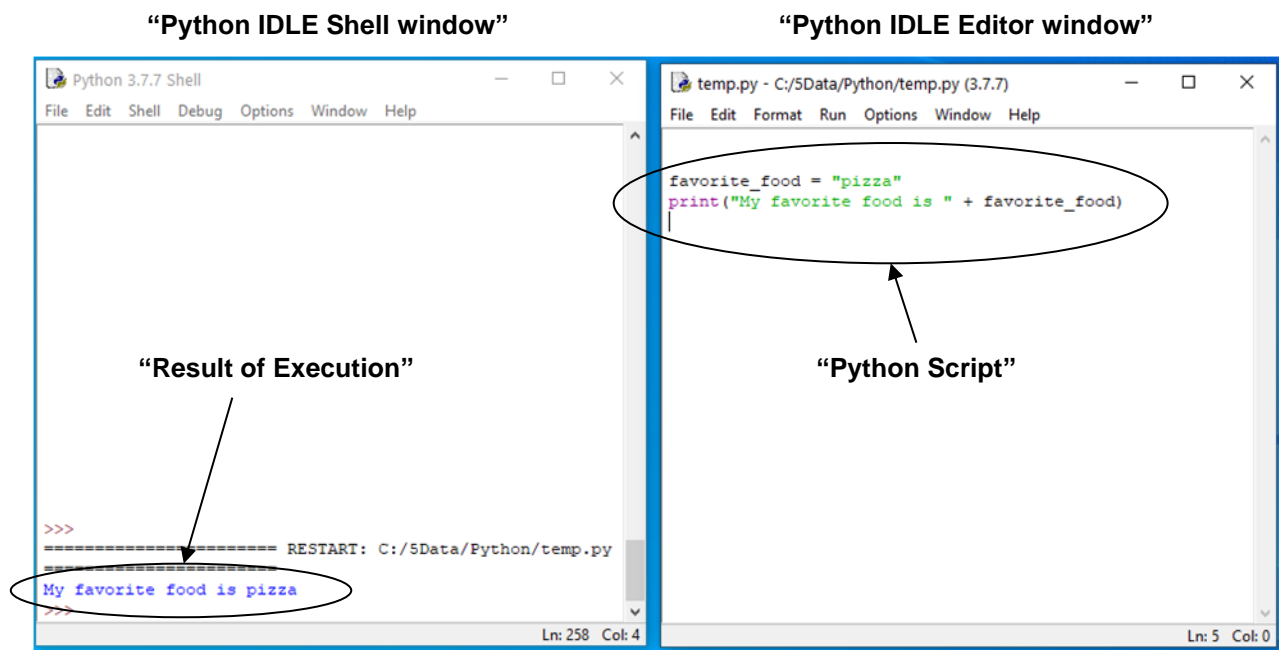 “Python IDLE Shell window”
“Python IDLE Editor window”
Python 3.7.7 Shell
File Edit Shell Debug Options Window Help
>>>
======================= RESTART: C:/5Data/Python/temp.py
=======================
My favorite food is pizza
>>>
Ln: 258 Col: 4
“Result of Execution”
temp.py - C:/5Data/Python/temp.py (3.7.7)
File Edit Format Run Options Window Help
favorite_food = "pizza"
print("My favorite food is " + favorite_food)
“Python Script”
Ln: 5 Col: 0